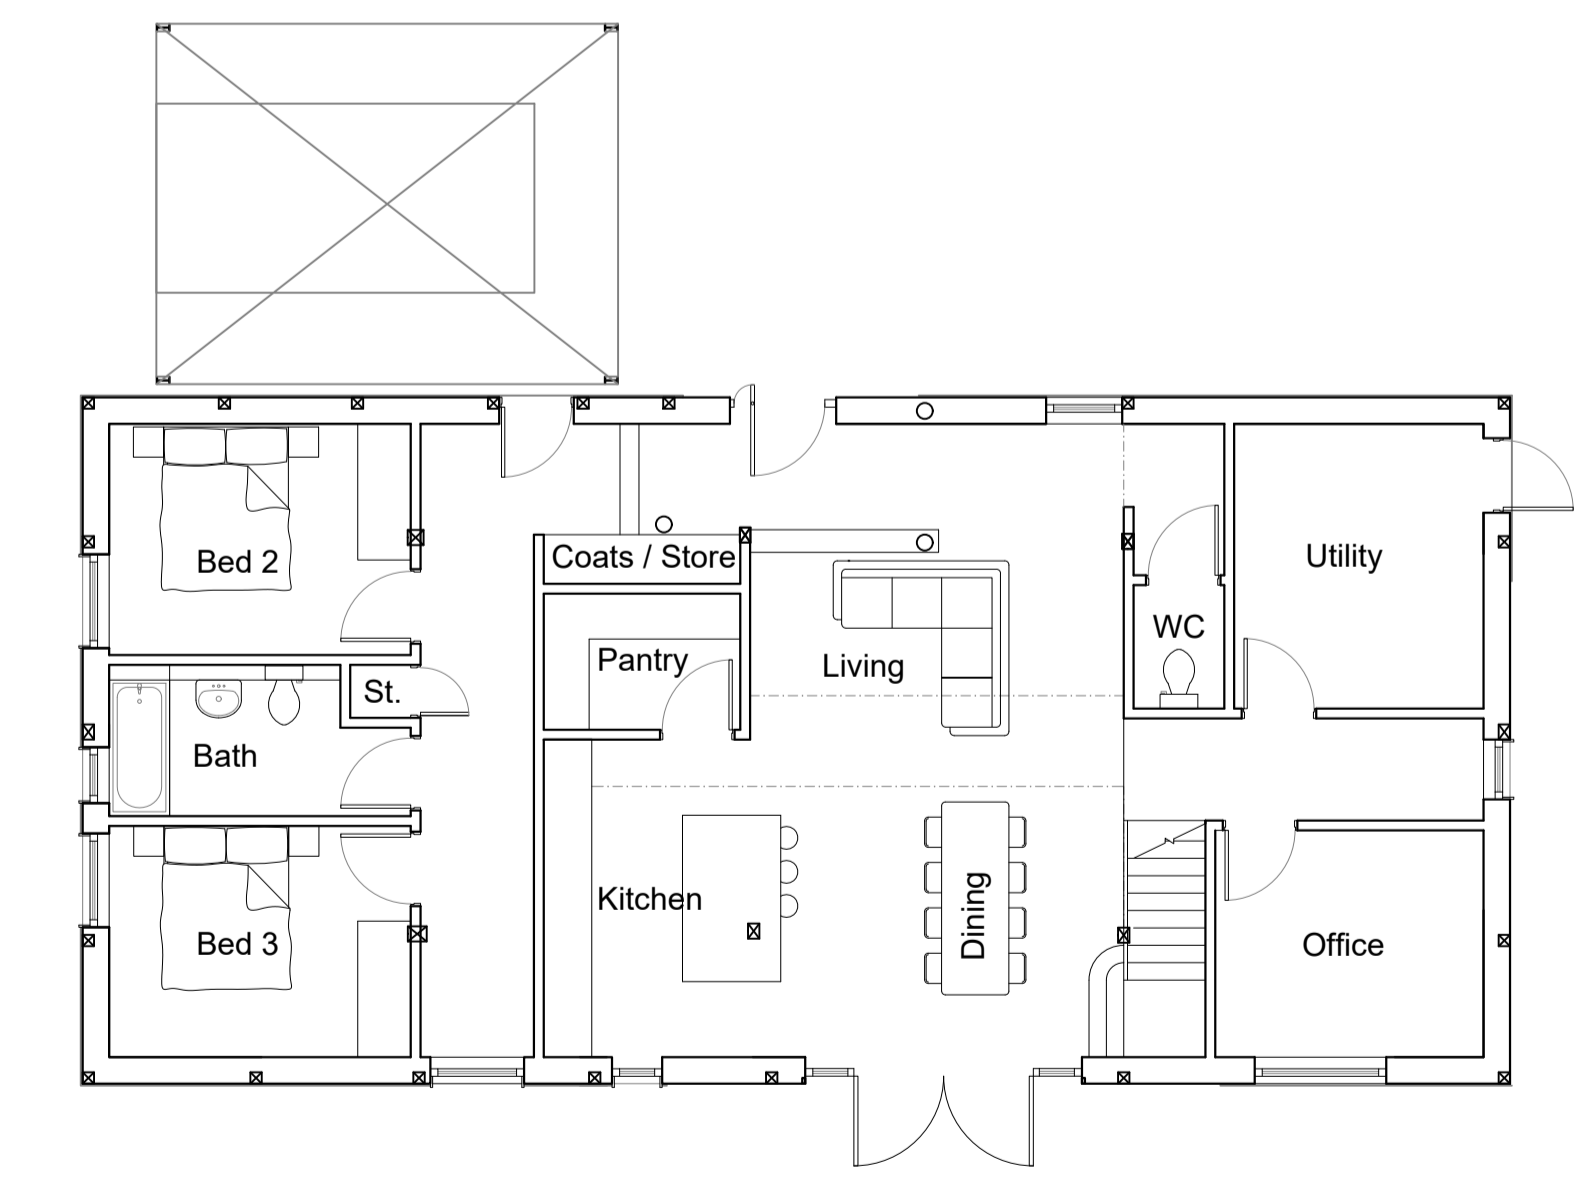 Coats / Store
Bed 2
Utility
WC
Pantry
Living
St.
Bath
Kitchen
Dining
Bed 3
Office